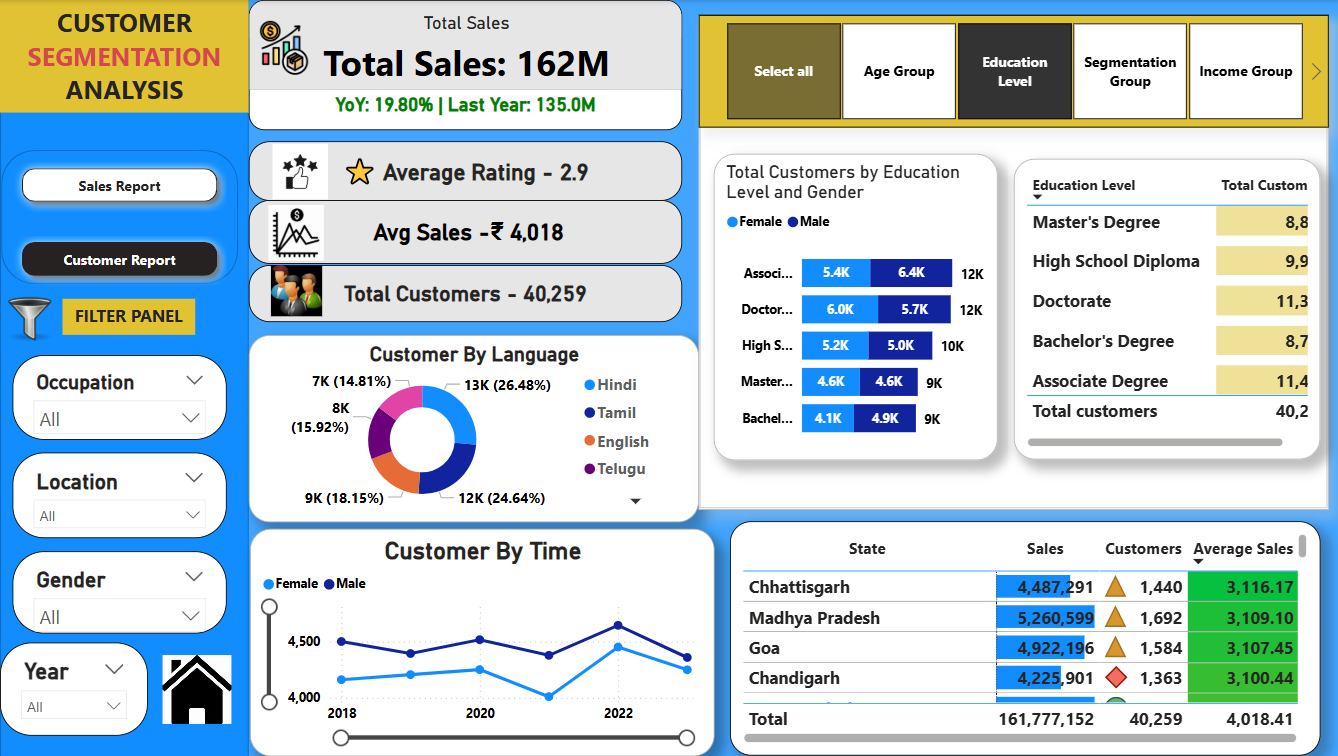 CUSTOMER
SEGMENTATION
ANALYSIS
Sales Report
Customer Report
FILTER PANEL
Occupation
All
Location
All
Gender
All
Year
All
Total Sales
Total Sales: 162M
YoY: 19.80% | Last Year: 135.0M
Average Rating - 2.9
Avg Sales -₹ 4,018
Total Customers - 40,259
Customer By Language
7K (14.81%)
13K (26.48%)
8K
(15.92%)
9K (18.15%)
12K (24.64%)
Hindi
Tamil
English
Telugu
Customer By Time
Female Male
4,500
4,000
2018 2020 2022
Select all
Age Group
Education
Level
Segmentation
Group
Income Group
Total Customers by Education
Level and Gender
Female Male
Associ... 5.4K 6.4K 12K
Doctor... 6.0K 5.7K 12K
High S... 5.2K 5.0K 10K
Master... 4.6K 4.6K 9K
Bachel... 4.1K 4.9K 9K
Education Level Total Custom
Master's Degree 8,8
High School Diploma 9,9
Doctorate 11,3
Bachelor's Degree 8,7
Associate Degree 11,4
Total customers 40,2
State Sales Customers Average Sales
Chhattisgarh 4,487,291 1,440 3,116.17
Madhya Pradesh 5,260,599 1,692 3,109.10
Goa 4,922,196 1,584 3,107.45
Chandigarh 4,225,901 1,363 3,100.44
Total 161,777,152 40,259 4,018.41